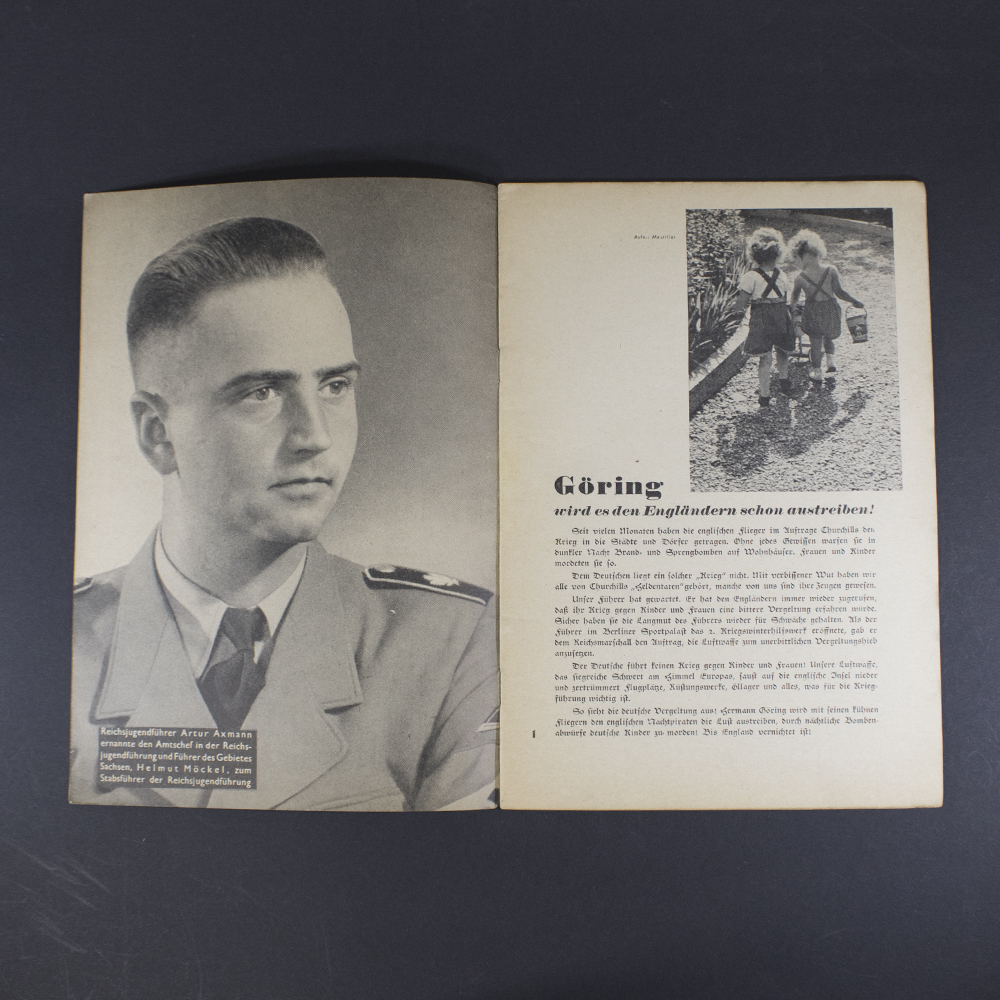 Reichsjugendführer Artur Axmann
ernannte den Amtschef in der Reichs-
jugendführung und Führer des Gebietes
Sachsen, Helmut Möckel, zum
Stabsführer der Reichsjugendführung
Göring
wird es den Engländern schon austreiben!
Seit vielen Monaten haben die englischen Flieger im Auftrage Churchills den
Krieg in die Städte und Dörfer getragen. Ohne jedes Gewissen warfen sie in
dunkler Nacht Brand- und Sprengbomben auf Wohnhäuser. Frauen und Kinder
mordeten sie so.
Dem Deutschen liegt ein solcher „Krieg“ nicht. Mit verbissener Wut haben wir
alle von Churchills „Heldentaten“ gehört, manche von uns sind ihre Zeugen gewesen.
Unser Führer hat gewartet. Er hat den Engländern immer wieder zugerufen,
daß ihr Krieg gegen Kinder und Frauen eine bittere Vergeltung erfahren würde.
Sicher haben sie die Langmut des Führers wieder für Schwäche gehalten. Als der
Führer im Berliner Sportpalast das 2. Kriegswinterhilfswerk eröffnete, gab er
dem Reichsmarschall den Auftrag, die Luftwaffe zum unerbittlichen Vergeltungshieb
anzusetzen.
Der Deutsche führt keinen Krieg gegen Kinder und Frauen! Unsere Luftwaffe,
das siegreiche Schwert am Himmel Europas, saust auf die englische Insel nieder
und zertrümmert Flugplätze, Rüstungswerke, Öllager und alles, was für die Krieg-
führung wichtig ist.
So sieht die deutsche Vergeltung aus! Hermann Göring wird mit seinen kühnen
Fliegern den englischen Nachtpiraten die Lust austreiben, durch nächtliche Bomben-
abwürfe deutsche Kinder zu morden! Bis England vernichtet ist!
1